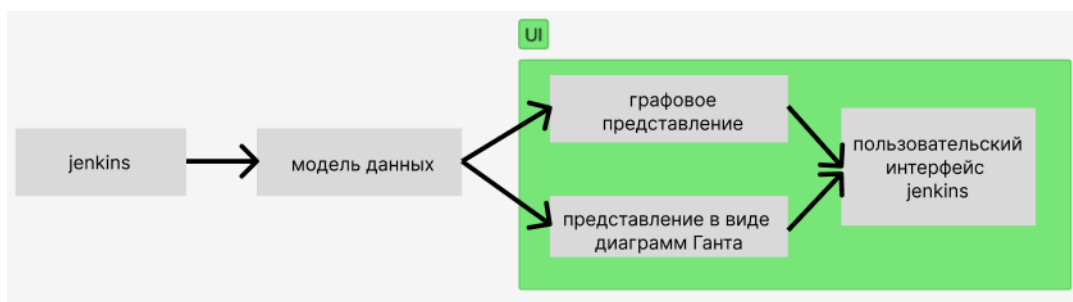 UI
jenkins
модель данных
графовое
представление
представление в виде
диаграмм Ганта
пользовательский
интерфейс
jenkins